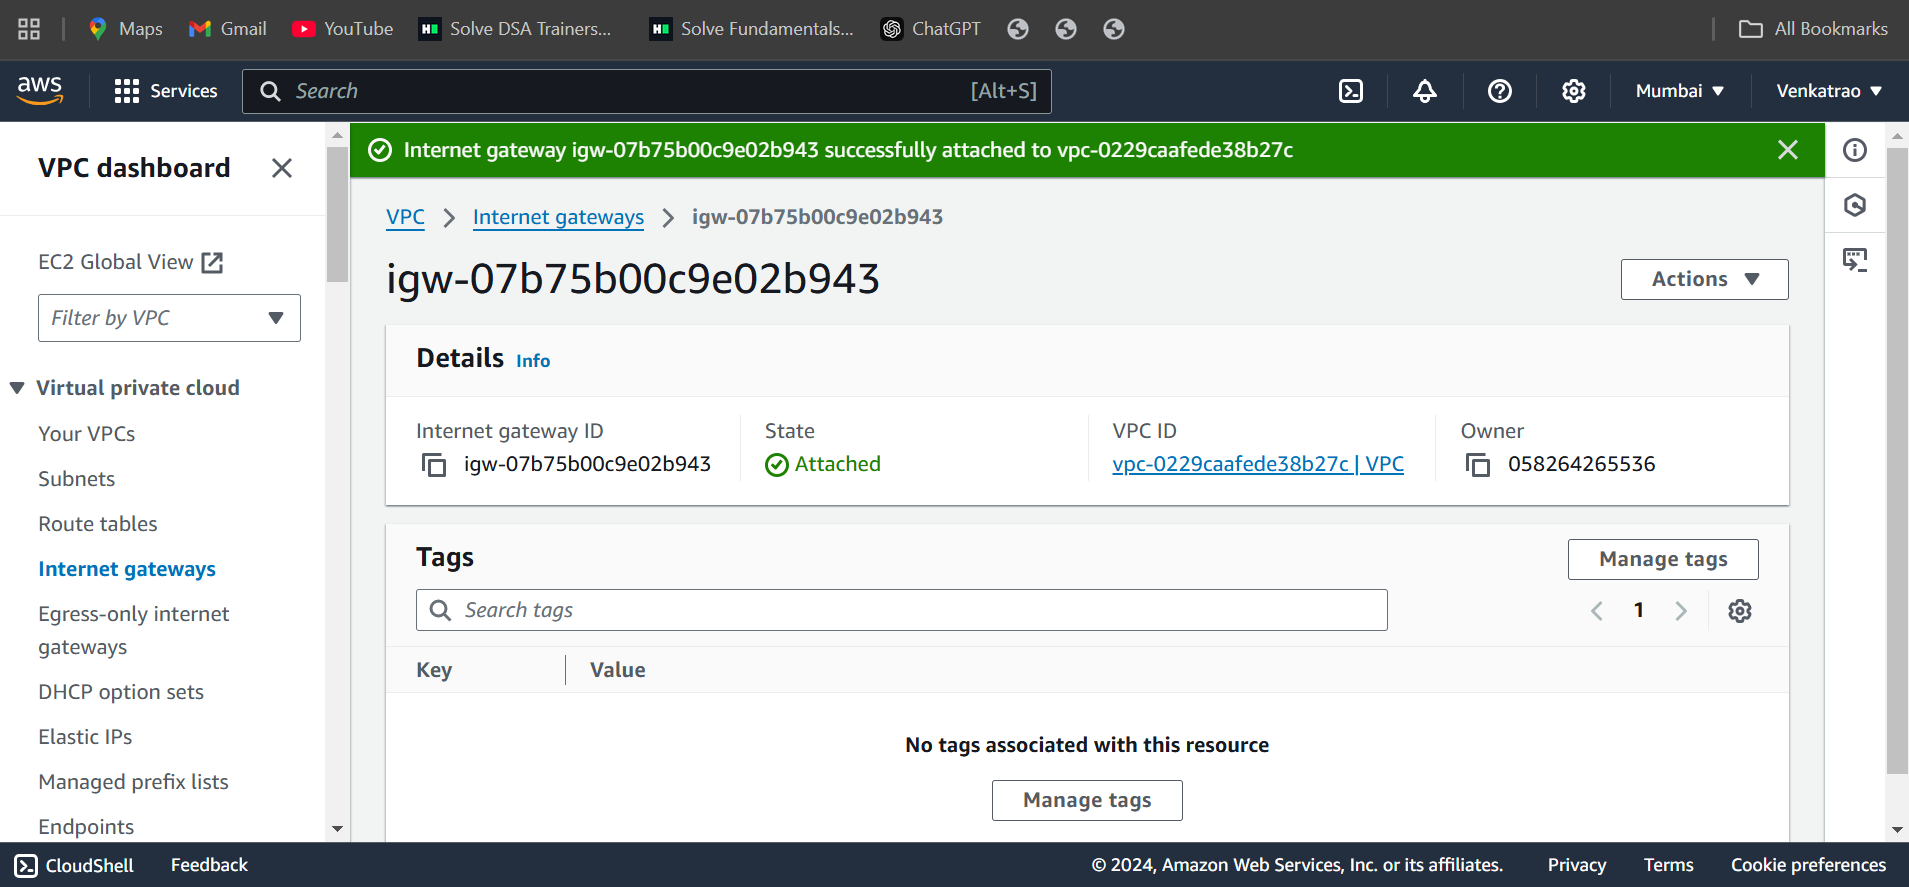 Maps
Gmail
YouTube
Solve DSA Trainers...
Solve Fundamentals...
ChatGPT
All Bookmarks
aws
Services
Search
[Alt+S]
Mumbai
Venkatrao
VPC dashboard
EC2 Global View
Filter by VPC
Virtual private cloud
Your VPCs
Subnets
Route tables
Internet gateways
Egress-only internet
gateways
DHCP option sets
Elastic IPs
Managed prefix lists
Endpoints
Internet gateway igw-07b75b00c9e02b943 successfully attached to vpc-0229caafede38b27c
VPC
Internet gateways
igw-07b75b00c9e02b943
igw-07b75b00c9e02b943
Actions
Details Info
Internet gateway ID
igw-07b75b00c9e02b943
State
Attached
VPC ID
vpc-0229caafede38b27c | VPC
Owner
058264265536
Tags
Manage tags
Search tags
1
Key
Value
No tags associated with this resource
Manage tags
CloudShell
Feedback
© 2024, Amazon Web Services, Inc. or its affiliates.
Privacy
Terms
Cookie preferences